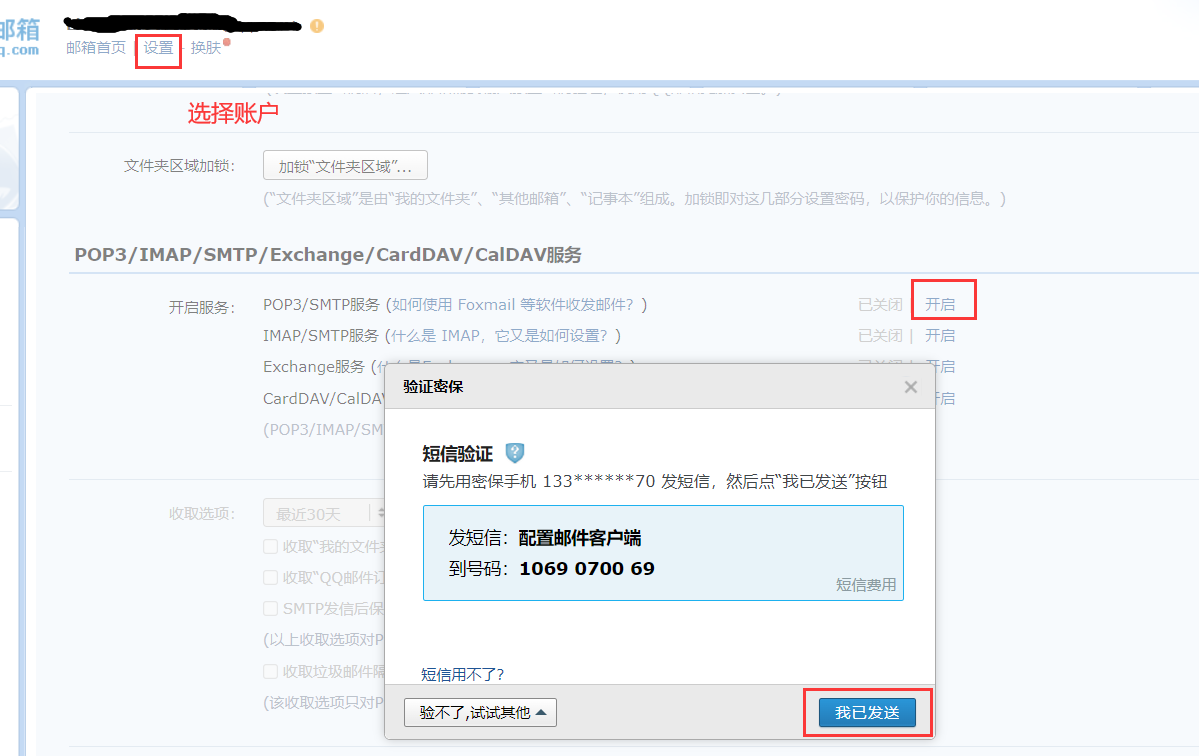 邮箱
q.com
邮箱首页 设置 - 换肤
选择账户
文件夹区域加锁: 加锁“文件夹区域”...
(“文件夹区域”是由“我的文件夹”、“其他邮箱”、“记事本”组成。加锁即对这几部分设置密码，以保护你的信息。)
POP3/IMAP/SMTP/Exchange/CardDAV/CalDAV服务
开启服务: POP3/SMTP服务 (如何使用 Foxmail 等软件收发邮件? ) 已关闭 开启
IMAP/SMTP服务 (什么是 IMAP，它又是如何设置? ) 已关闭 | 开启
Exchange服务 (什 开启
CardDAV/CalDAV 开启
(POP3/IMAP/SM
验证密保 ×
短信验证 ?
请先用密保手机 133******70 发短信，然后点“我已发送”按钮
发短信: 配置邮件客户端
到号码: 1069 0700 69
短信费用
短信用不了?
验不了,试试其他
我已发送
收取选项: 最近30天
收取“我的文件夹
收取“QQ邮件订
SMTP发信后保
(以上收取选项对P
收取垃圾邮件隔
(该收取选项只对P